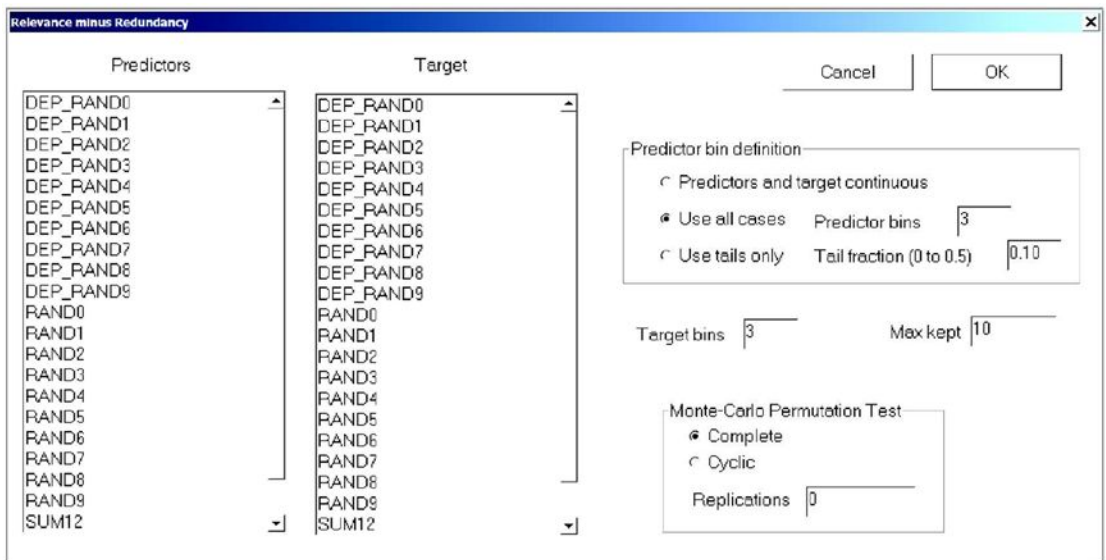 Relevance minus Redundancy
Predictors
DEP_RAND0
DEP_RAND1
DEP_RAND2
DEP_RAND3
DEP_RAND4
DEP_RAND5
DEP_RAND6
DEP_RAND7
DEP_RAND8
DEP_RAND9
RAND0
RAND1
RAND2
RAND3
RAND4
RAND5
RAND6
RAND7
RAND8
RAND9
SUM12
Target
DEP_RAND0
DEP_RAND1
DEP_RAND2
DEP_RAND3
DEP_RAND4
DEP_RAND5
DEP_RAND6
DEP_RAND7
DEP_RAND8
DEP_RAND9
RAND0
RAND1
RAND2
RAND3
RAND4
RAND5
RAND6
RAND7
RAND8
RAND9
SUM12
Cancel OK
Predictor bin definition
Predictors and target continuous
Use all cases Predictor bins 3
Use tails only Tail fraction (0 to 0.5) 0.10
Target bins 3 Max kept 10
Monte-Carlo Permutation Test
Complete
Cyclic
Replications 0